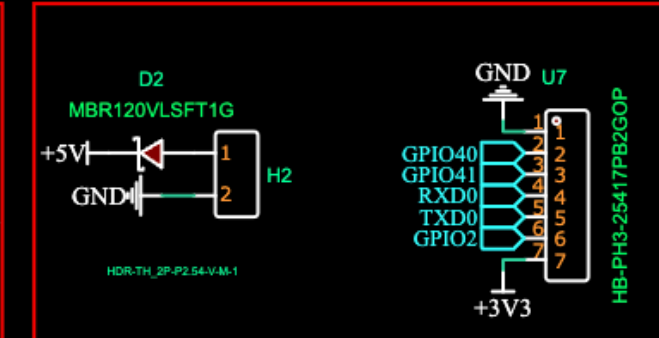 D2
MBR120VLSFT1G
+5V
GND
1
2
H2
HDR-TH_2P-P2.54-V-M-1
GND
U7
1
1
GPIO40
2
2
GPIO41
3
3
RXD0
4
4
TXD0
5
5
GPIO2
6
6
7
7
+3V3
HB-PH3-25417PB2GOP